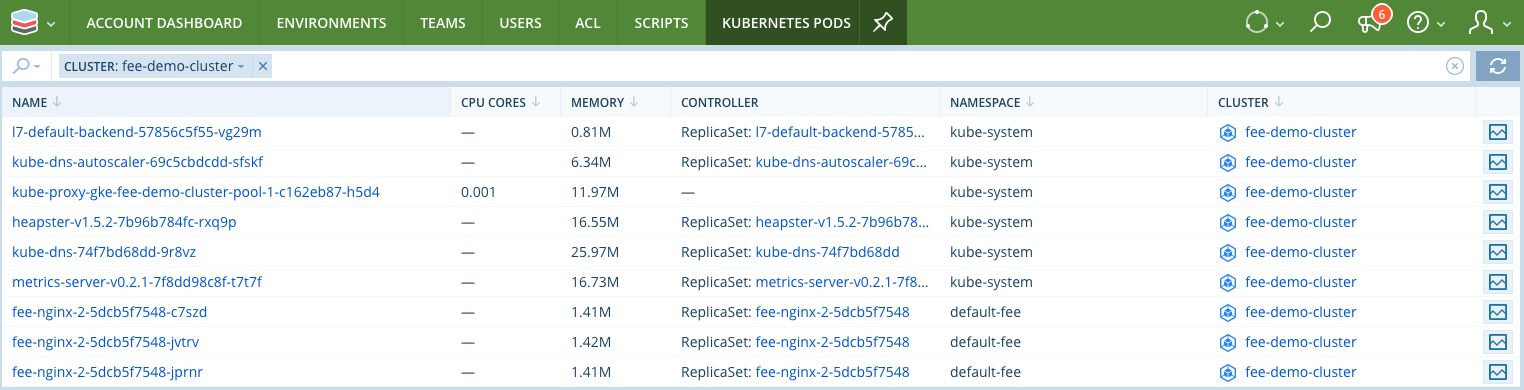 ACCOUNT DASHBOARD ENVIRONMENTS TEAMS USERS ACL SCRIPTS KUBERNETES PODS 6
CLUSTER: fee-demo-cluster
NAME CPU CORES MEMORY CONTROLLER NAMESPACE CLUSTER
l7-default-backend-57856c5f55-vg29m — 0.81M ReplicaSet: l7-default-backend-5785... kube-system fee-demo-cluster
kube-dns-autoscaler-69c5cbdcdd-sfskf — 6.34M ReplicaSet: kube-dns-autoscaler-69c... kube-system fee-demo-cluster
kube-proxy-gke-fee-demo-cluster-pool-1-c162eb87-h5d4 0.001 11.97M — kube-system fee-demo-cluster
heapster-v1.5.2-7b96b784fc-rxq9p — 16.55M ReplicaSet: heapster-v1.5.2-7b96b78... kube-system fee-demo-cluster
kube-dns-74f7bd68dd-9r8vz — 25.97M ReplicaSet: kube-dns-74f7bd68dd kube-system fee-demo-cluster
metrics-server-v0.2.1-7f8dd98c8f-t7t7f — 16.73M ReplicaSet: metrics-server-v0.2.1-7f8... kube-system fee-demo-cluster
fee-nginx-2-5dcb5f7548-c7szd — 1.41M ReplicaSet: fee-nginx-2-5dcb5f7548 default-fee fee-demo-cluster
fee-nginx-2-5dcb5f7548-jvtrv — 1.42M ReplicaSet: fee-nginx-2-5dcb5f7548 default-fee fee-demo-cluster
fee-nginx-2-5dcb5f7548-jprnr — 1.41M ReplicaSet: fee-nginx-2-5dcb5f7548 default-fee fee-demo-cluster